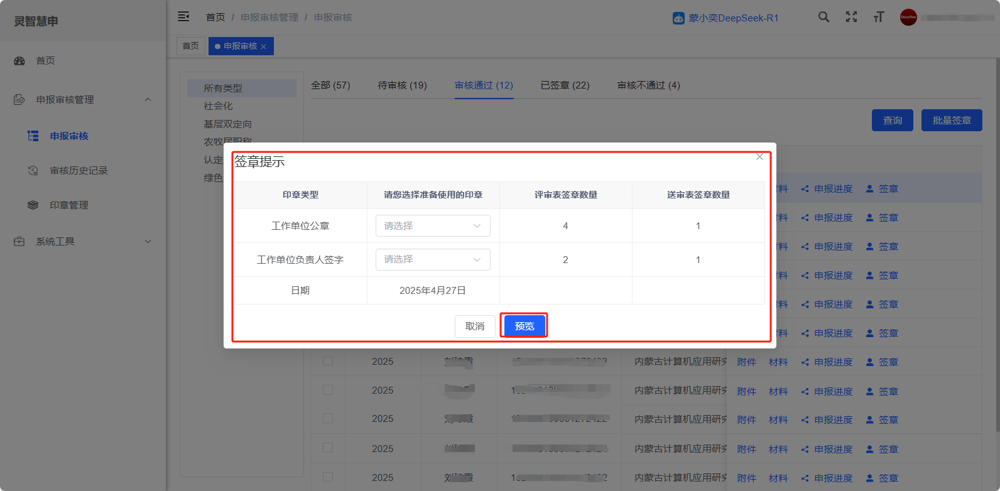 灵智慧申
首页 / 申报审核管理 / 申报审核
蒙小奕DeepSeek-R1
首页
申报审核
首页
申报审核管理
申报审核
审核历史记录
印章管理
系统工具
所有类型
社会化
基层双定向
农牧民职称
认定
绿色
全部 (57)
待审核 (19)
审核通过 (12)
已签章 (22)
审核不通过 (4)
查询
批量签章
签章提示
印章类型 请您选择准备使用的印章 评审表签章数量 送审表签章数量
工作单位公章 请选择 4 1
工作单位负责人签字 请选择 2 1
日期 2025年4月27日
取消
预览
料 申报进度 签章
料 申报进度 签章
料 申报进度 签章
料 申报进度 签章
料 申报进度 签章
料 申报进度 签章
2025 内蒙古计算机应用研究 附件 材料 申报进度 签章
2025 内蒙古计算机应用研究 附件 材料 申报进度 签章
2025 内蒙古计算机应用研究 附件 材料 申报进度 签章
2025 内蒙古计算机应用研究 附件 材料 申报进度 签章
2025 内蒙古计算机应用研究 附件 材料 申报进度 签章